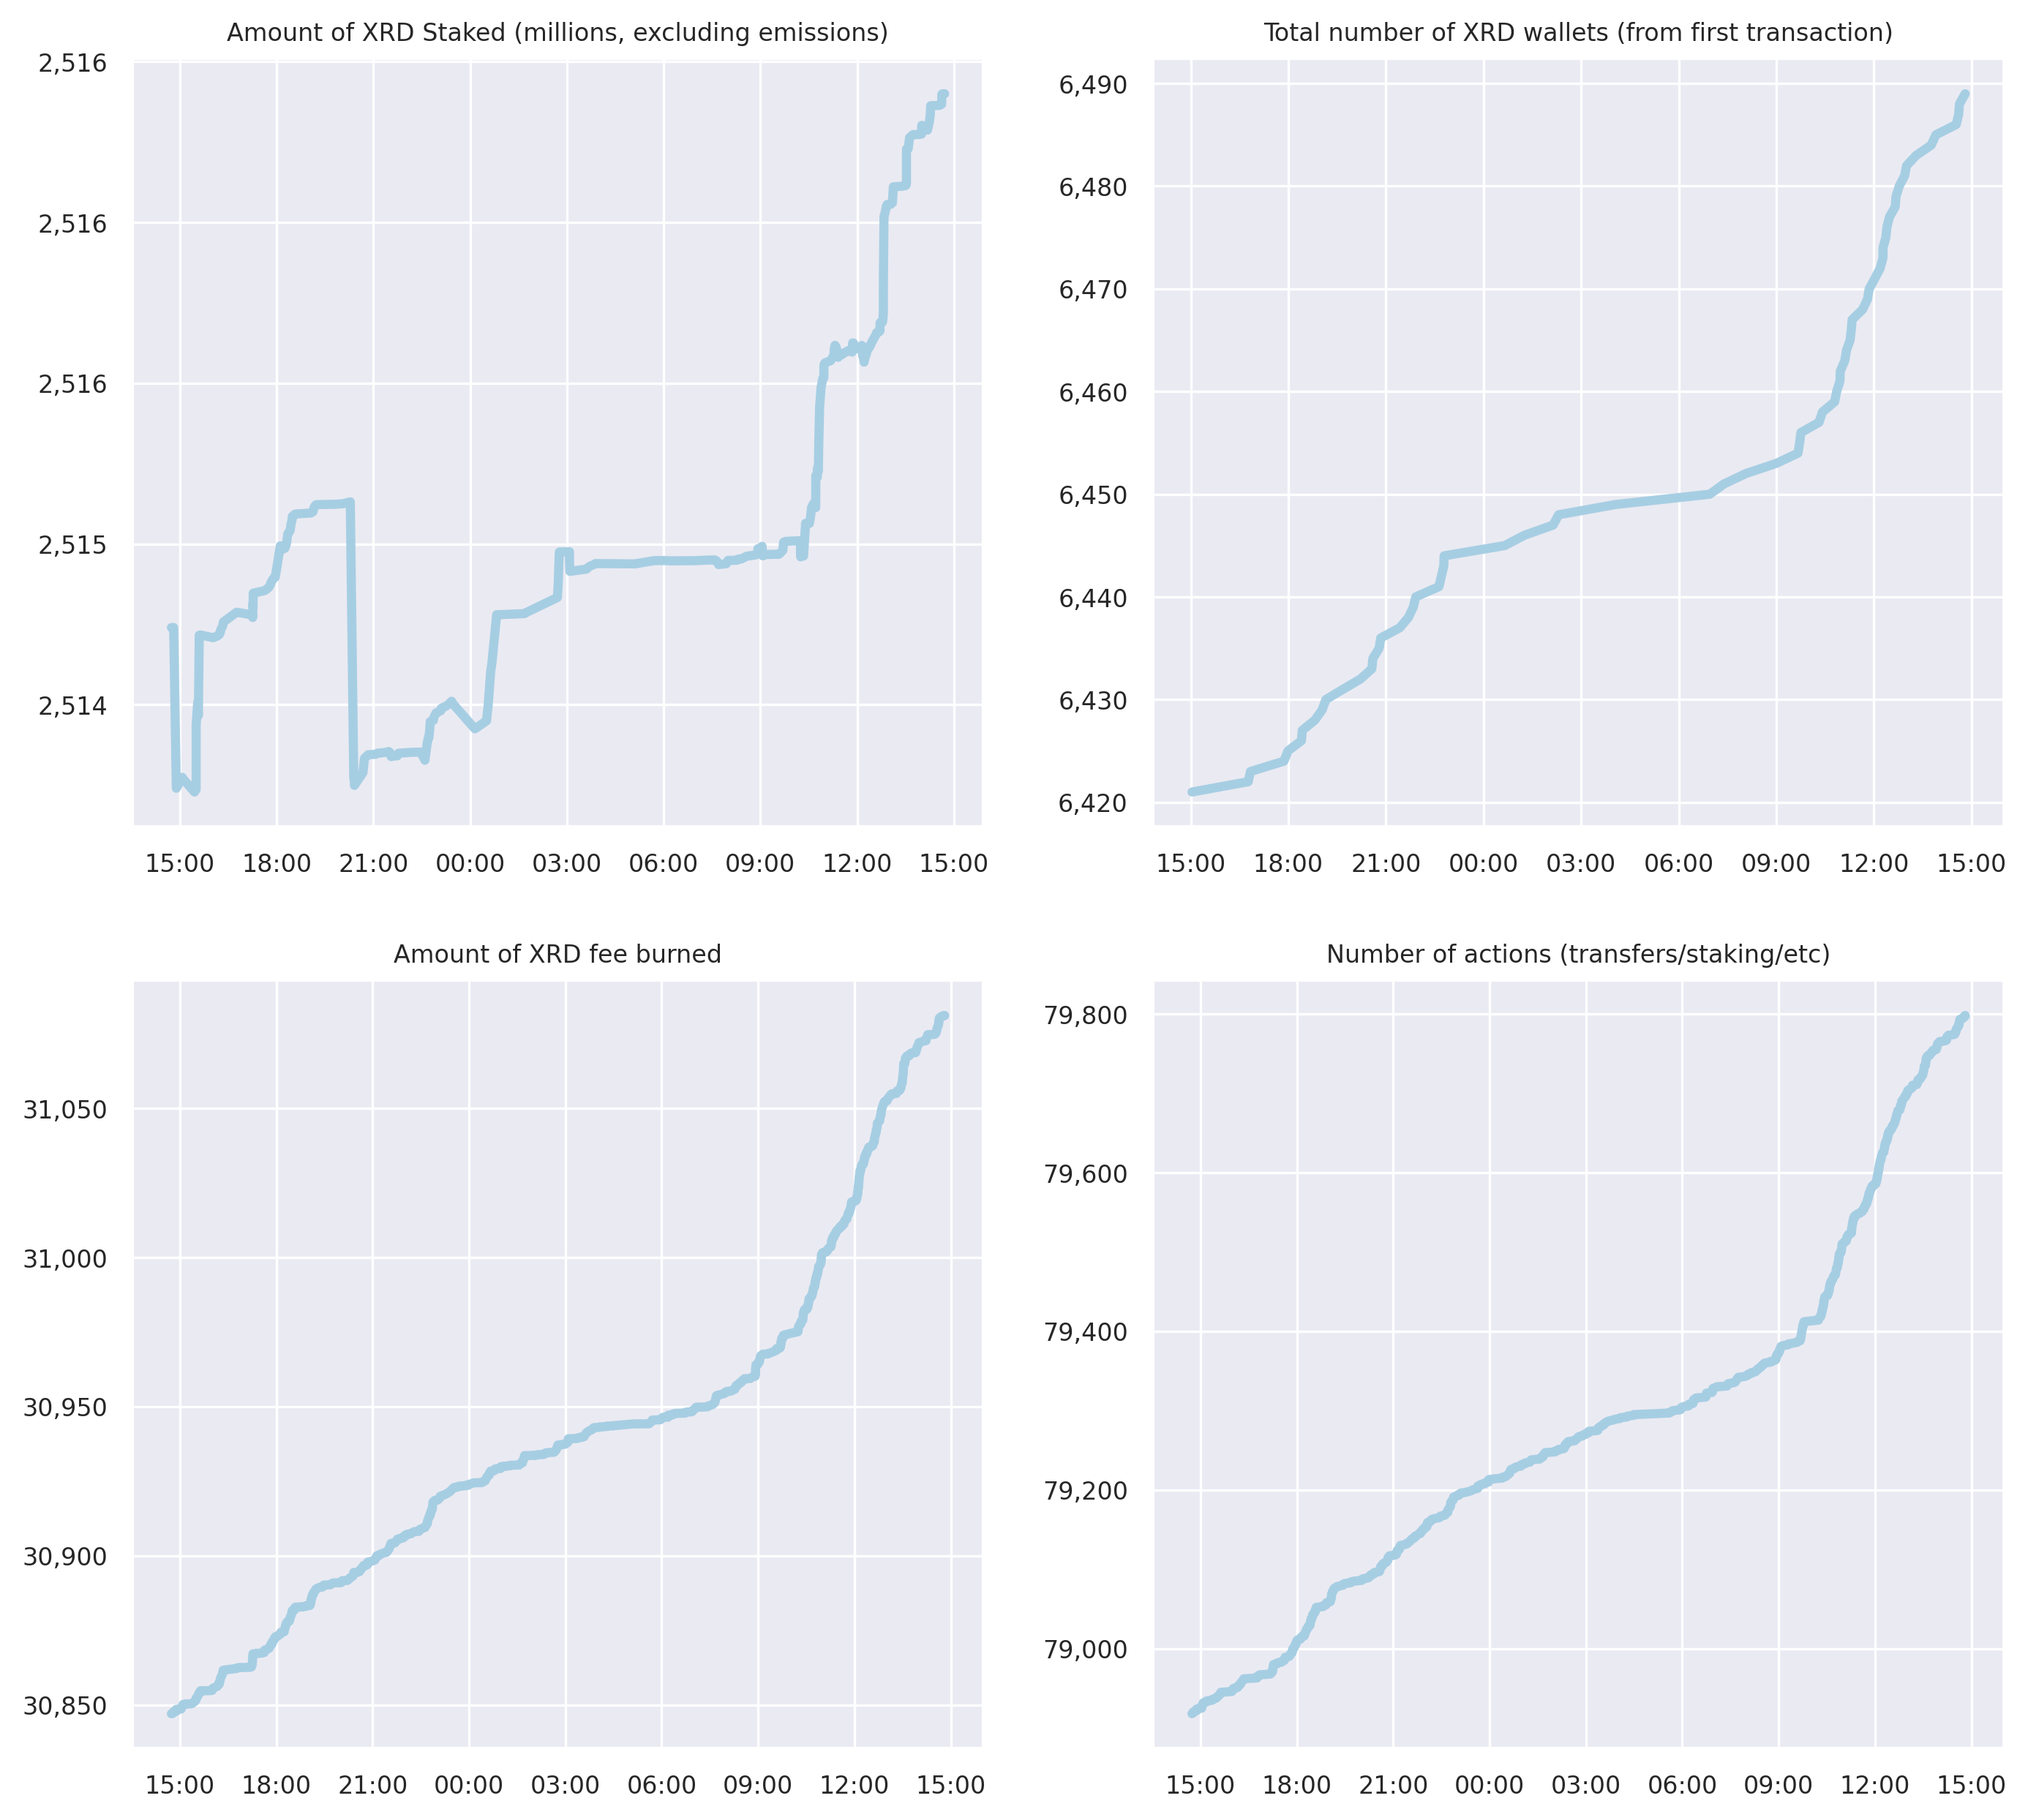 Amount of XRD Staked (millions, excluding emissions)
2,516
2,516
2,516
2,515
2,514
15:00 18:00 21:00 00:00 03:00 06:00 09:00 12:00 15:00
Total number of XRD wallets (from first transaction)
6,490
6,480
6,470
6,460
6,450
6,440
6,430
6,420
15:00 18:00 21:00 00:00 03:00 06:00 09:00 12:00 15:00
Amount of XRD fee burned
31,050
31,000
30,950
30,900
30,850
15:00 18:00 21:00 00:00 03:00 06:00 09:00 12:00 15:00
Number of actions (transfers/staking/etc)
79,800
79,600
79,400
79,200
79,000
15:00 18:00 21:00 00:00 03:00 06:00 09:00 12:00 15:00